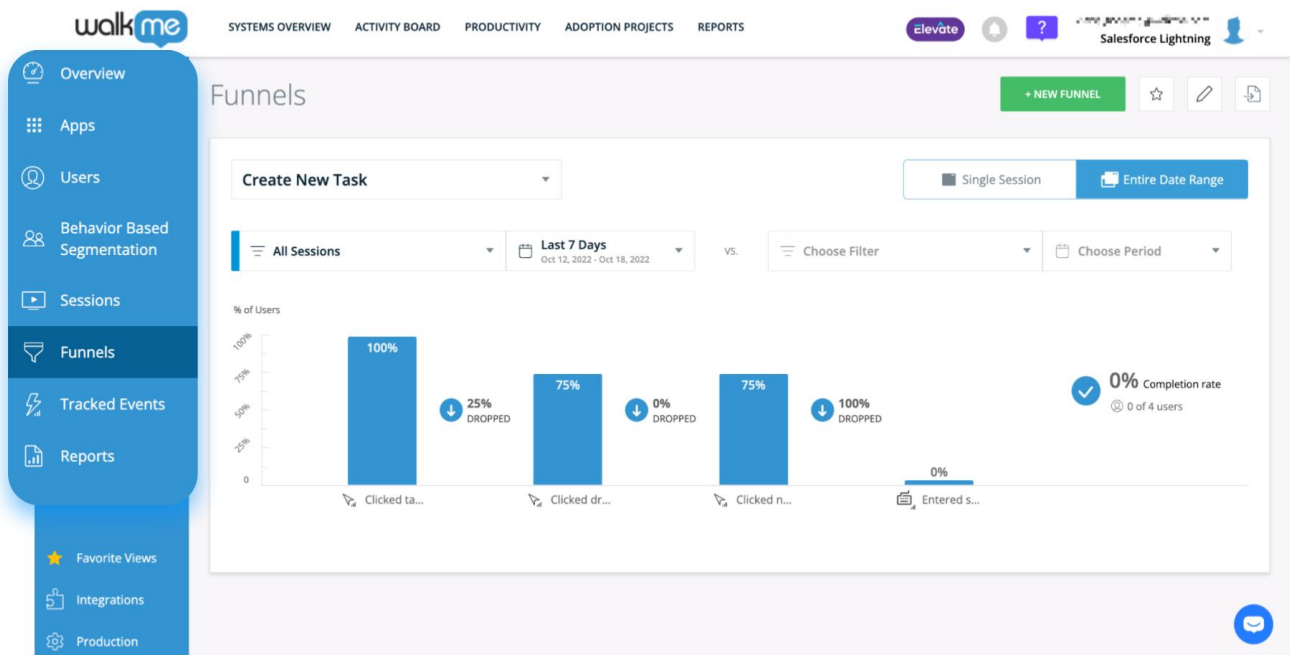 walkme
SYSTEMS OVERVIEW ACTIVITY BOARD PRODUCTIVITY ADOPTION PROJECTS REPORTS
Elevate
?
Salesforce Lightning
Overview
Apps
Users
Behavior Based
Segmentation
Sessions
Funnels
Tracked Events
Reports
Favorite Views
Integrations
Production
Funnels
+ NEW FUNNEL
Create New Task
Single Session
Entire Date Range
All Sessions
Last 7 Days
Oct 12, 2022 - Oct 18, 2022
vs.
Choose Filter
Choose Period
% of Users
100%
75%
50%
25%
0
100%
25%
DROPPED
75%
0%
DROPPED
75%
100%
DROPPED
0%
Clicked ta...
Clicked dr...
Clicked n...
Entered s...
0% Completion rate
0 of 4 users